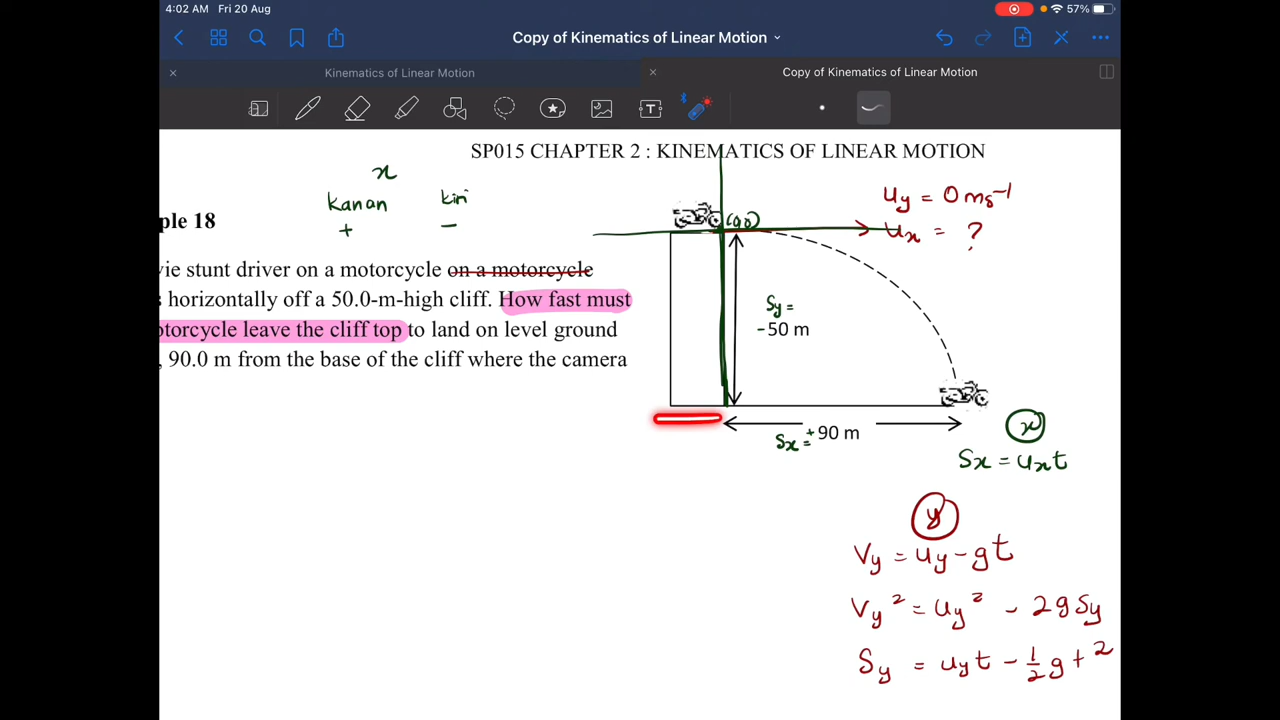 4:02 AM Fri 20 Aug
57%
Copy of Kinematics of Linear Motion
Kinematics of Linear Motion
Copy of Kinematics of Linear Motion
SP015 CHAPTER 2 : KINEMATICS OF LINEAR MOTION
x
kanan kiri
+ −
ple 18
vie stunt driver on a motorcycle on a motorcycle
s horizontally off a 50.0-m-high cliff. How fast must
otorcycle leave the cliff top to land on level ground
, 90.0 m from the base of the cliff where the camera
(0,0)
uy = 0 ms⁻¹
ux = ?
Sy =
-50 m
Sx = +90 m
x
Sx = uxt
y
Vy = uy − gt
Vy² = uy² − 2gSy
Sy = uyt − ½gt²